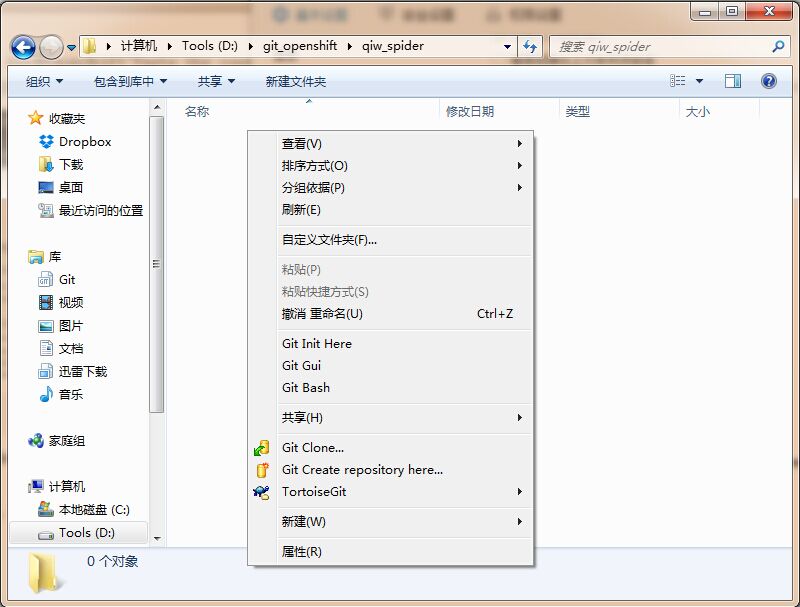 计算机 Tools (D:) git_openshift qiw_spider
搜索 qiw_spider
组织 包含到库中 共享 新建文件夹
名称 修改日期 类型 大小
收藏夹
Dropbox
下载
桌面
最近访问的位置
库
Git
视频
图片
文档
迅雷下载
音乐
家庭组
计算机
本地磁盘 (C:)
Tools (D:)
查看(V)
排序方式(O)
分组依据(P)
刷新(E)
自定义文件夹(F)...
粘贴(P)
粘贴快捷方式(S)
撤消 重命名(U) Ctrl+Z
Git Init Here
Git Gui
Git Bash
共享(H)
Git Clone...
Git Create repository here...
TortoiseGit
新建(W)
属性(R)
0 个对象